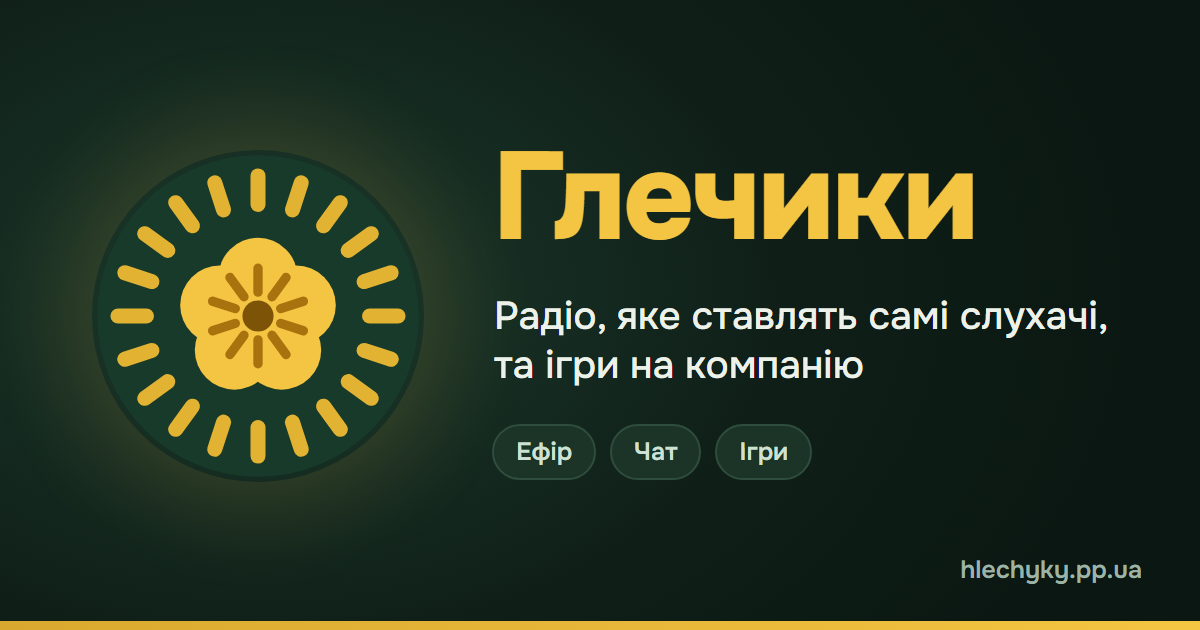 Глечики
Радіо, яке ставлять самі слухачі,
та ігри на компанію
Ефір Чат Ігри
hlechyky.pp.ua